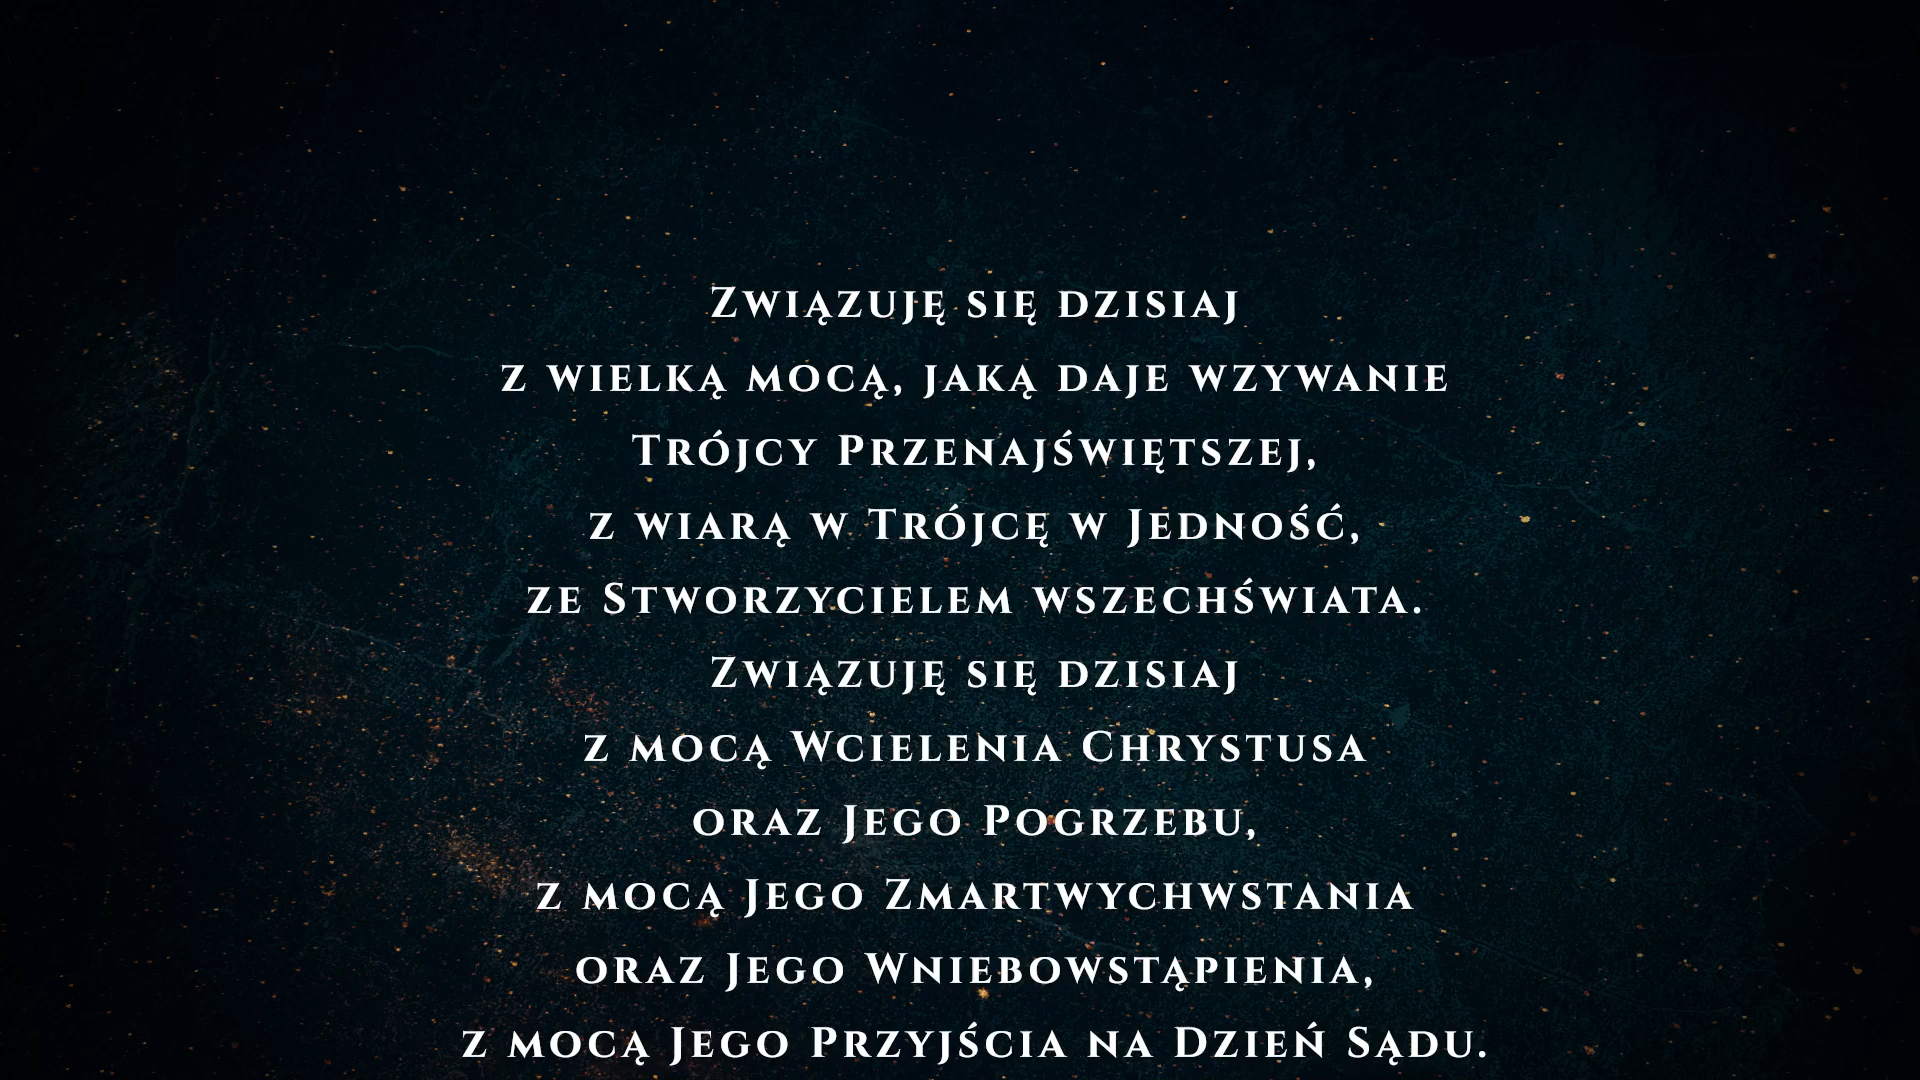 Związuję się dzisiaj
z wielką mocą, jaką daje wzywanie
Trójcy Przenajświętszej,
z wiarą w Trójcę w Jedność,
ze Stworzycielem wszechświata.
Związuję się dzisiaj
z mocą Wcielenia Chrystusa
oraz Jego Pogrzebu,
z mocą Jego Zmartwychwstania
oraz Jego Wniebowstąpienia,
z mocą Jego Przyjścia na Dzień Sądu.